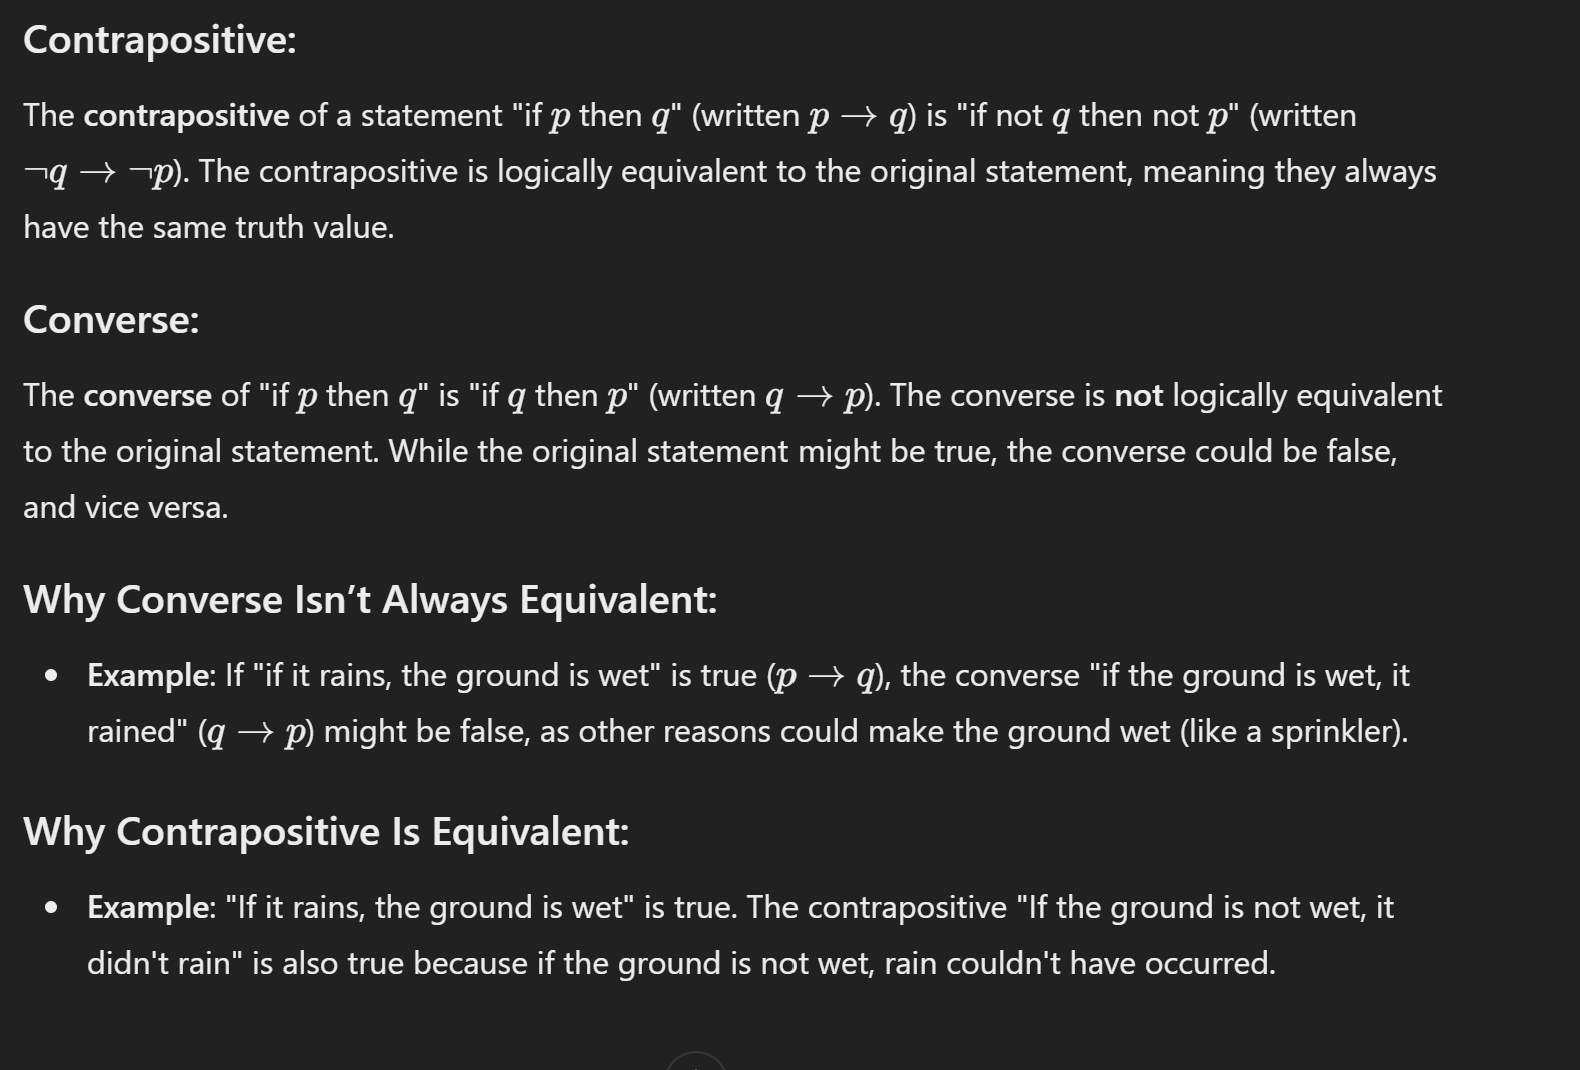 Contrapositive:
The contrapositive of a statement "if p then q" (written p → q) is "if not q then not p" (written
¬q → ¬p). The contrapositive is logically equivalent to the original statement, meaning they always
have the same truth value.
Converse:
The converse of "if p then q" is "if q then p" (written q → p). The converse is not logically equivalent
to the original statement. While the original statement might be true, the converse could be false,
and vice versa.
Why Converse Isn’t Always Equivalent:
• Example: If "if it rains, the ground is wet" is true (p → q), the converse "if the ground is wet, it
rained" (q → p) might be false, as other reasons could make the ground wet (like a sprinkler).
Why Contrapositive Is Equivalent:
• Example: "If it rains, the ground is wet" is true. The contrapositive "If the ground is not wet, it
didn't rain" is also true because if the ground is not wet, rain couldn't have occurred.